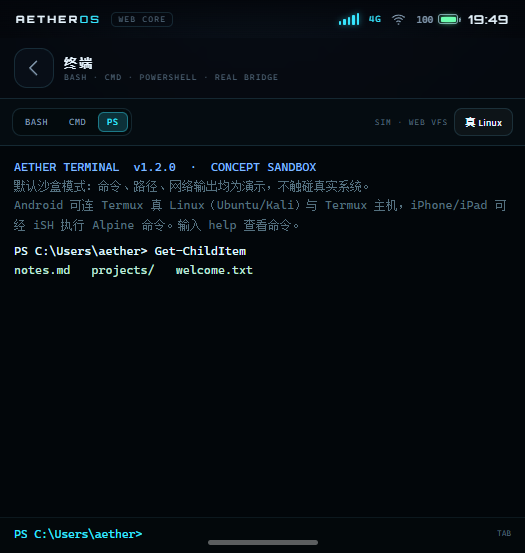 AETHEROS WEB CORE 4G 100 19:49
终端
BASH · CMD · POWERSHELL · REAL BRIDGE
BASH CMD PS SIM · WEB VFS 真 Linux
AETHER TERMINAL v1.2.0 · CONCEPT SANDBOX
默认沙盒模式：命令、路径、网络输出均为演示，不触碰真实系统。
Android 可连 Termux 真 Linux（Ubuntu/Kali）与 Termux 主机，iPhone/iPad 可
经 iSH 执行 Alpine 命令。输入 help 查看命令。
PS C:\Users\aether> Get-ChildItem
notes.md projects/ welcome.txt
PS C:\Users\aether> TAB